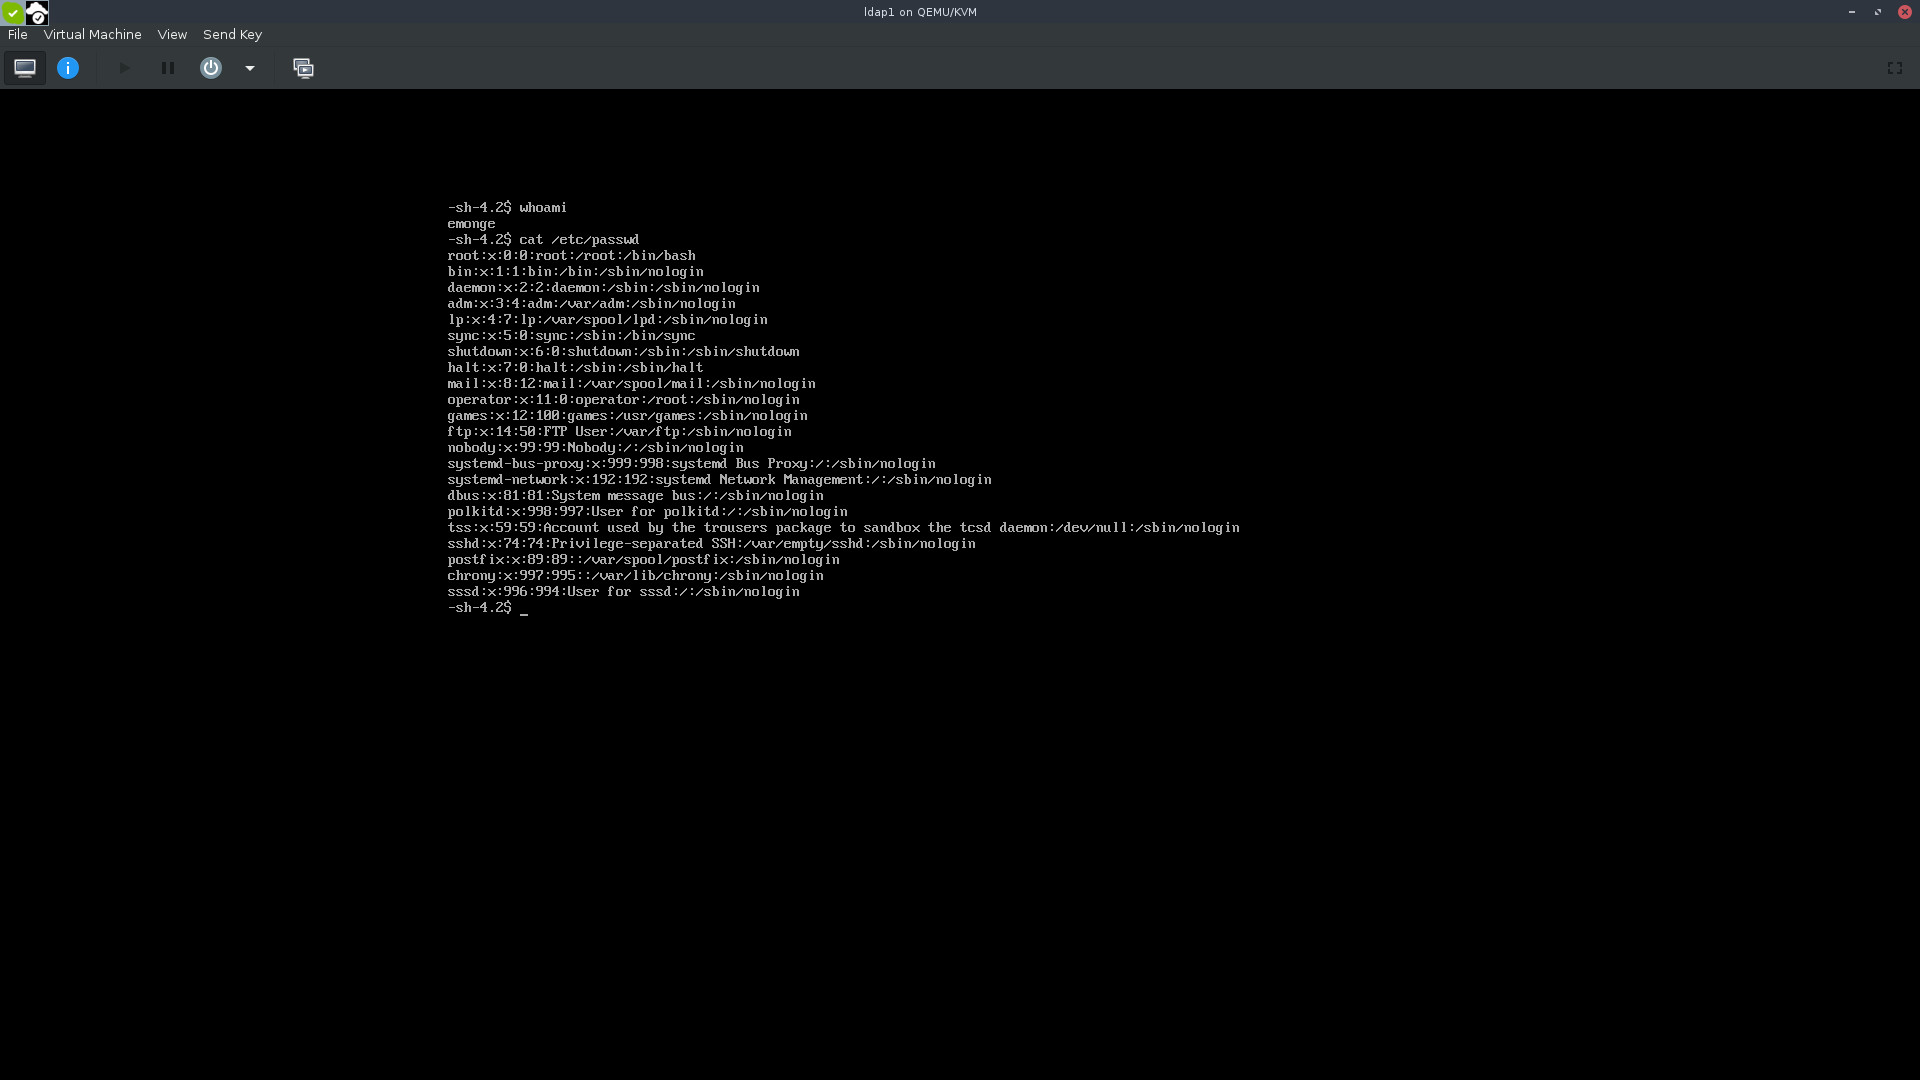 ldap1 on QEMU/KVM
File Virtual Machine View Send Key
-sh-4.2$ whoami
emonge
-sh-4.2$ cat /etc/passwd
root:x:0:0:root:/root:/bin/bash
bin:x:1:1:bin:/bin:/sbin/nologin
daemon:x:2:2:daemon:/sbin:/sbin/nologin
adm:x:3:4:adm:/var/adm:/sbin/nologin
lp:x:4:7:lp:/var/spool/lpd:/sbin/nologin
sync:x:5:0:sync:/sbin:/bin/sync
shutdown:x:6:0:shutdown:/sbin:/sbin/shutdown
halt:x:7:0:halt:/sbin:/sbin/halt
mail:x:8:12:mail:/var/spool/mail:/sbin/nologin
operator:x:11:0:operator:/root:/sbin/nologin
games:x:12:100:games:/usr/games:/sbin/nologin
ftp:x:14:50:FTP User:/var/ftp:/sbin/nologin
nobody:x:99:99:Nobody:/:/sbin/nologin
systemd-bus-proxy:x:999:998:systemd Bus Proxy:/:/sbin/nologin
systemd-network:x:192:192:systemd Network Management:/:/sbin/nologin
dbus:x:81:81:System message bus:/:/sbin/nologin
polkitd:x:998:997:User for polkitd:/:/sbin/nologin
tss:x:59:59:Account used by the trousers package to sandbox the tcsd daemon:/dev/null:/sbin/nologin
sshd:x:74:74:Privilege-separated SSH:/var/empty/sshd:/sbin/nologin
postfix:x:89:89::/var/spool/postfix:/sbin/nologin
chrony:x:997:995::/var/lib/chrony:/sbin/nologin
sssd:x:996:994:User for sssd:/:/sbin/nologin
-sh-4.2$ _